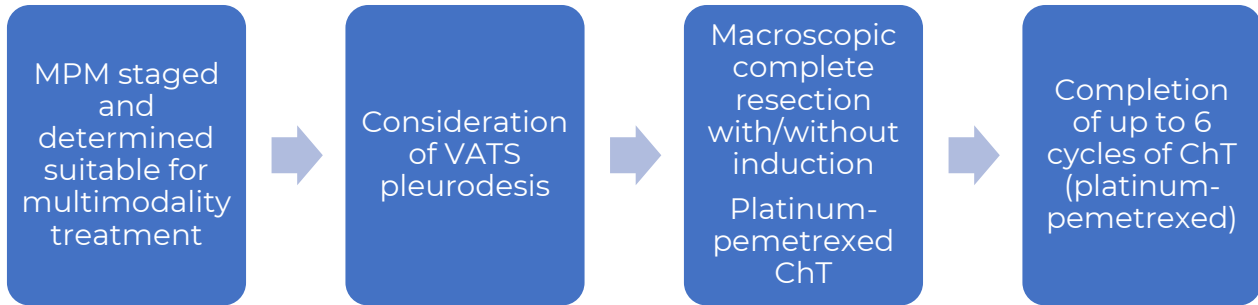 MPM staged
and
determined
suitable for
multimodality
treatment
Consideration
of VATS
pleurodesis
Macroscopic
complete
resection
with/without
induction
Platinum-
pemetrexed
ChT
Completion
of up to 6
cycles of ChT
(platinum-
pemetrexed)